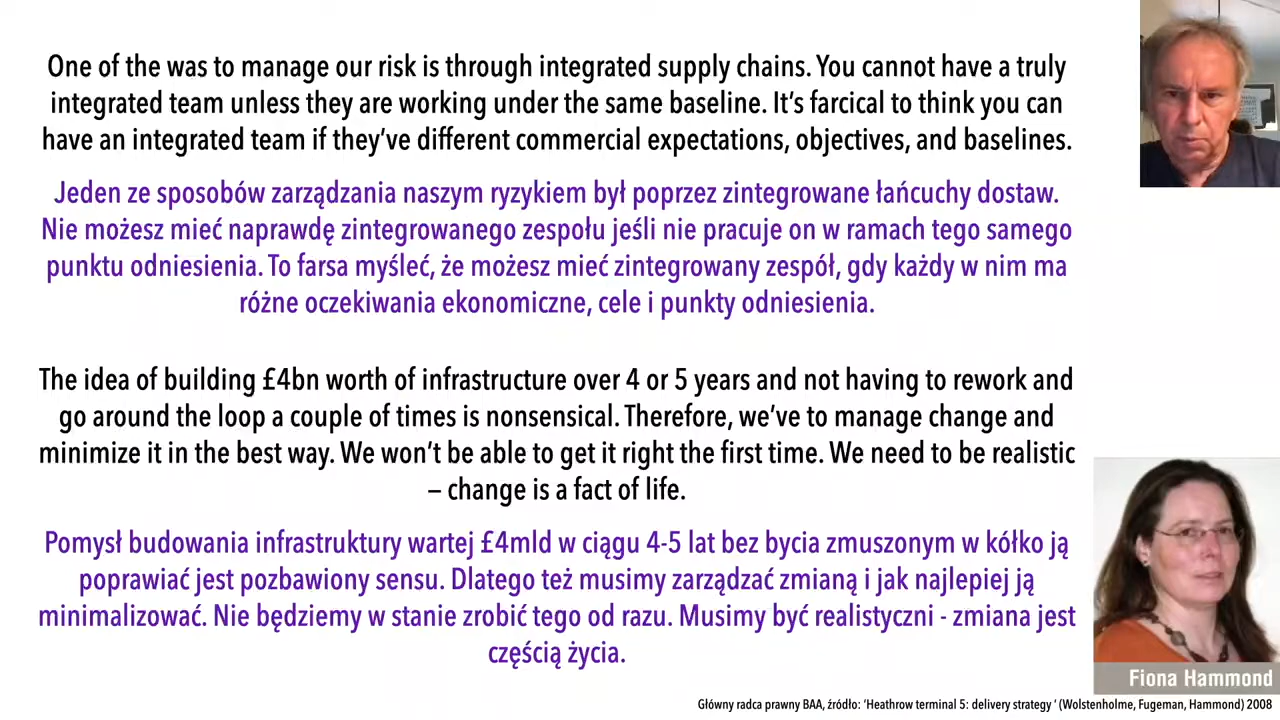 One of the was to manage our risk is through integrated supply chains. You cannot have a truly
integrated team unless they are working under the same baseline. It’s farcical to think you can
have an integrated team if they’ve different commercial expectations, objectives, and baselines.
Jeden ze sposobów zarządzania naszym ryzykiem był poprzez zintegrowane łańcuchy dostaw.
Nie możesz mieć naprawdę zintegrowanego zespołu jeśli nie pracuje on w ramach tego samego
punktu odniesienia. To farsa myśleć, że możesz mieć zintegrowany zespół, gdy każdy w nim ma
różne oczekiwania ekonomiczne, cele i punkty odniesienia.
The idea of building £4bn worth of infrastructure over 4 or 5 years and not having to rework and
go around the loop a couple of times is nonsensical. Therefore, we’ve to manage change and
minimize it in the best way. We won’t be able to get it right the first time. We need to be realistic
– change is a fact of life.
Pomysł budowania infrastruktury wartej £4mld w ciągu 4-5 lat bez bycia zmuszonym w kółko ją
poprawiać jest pozbawiony sensu. Dlatego też musimy zarządzać zmianą i jak najlepiej ją
minimalizować. Nie będziemy w stanie zrobić tego od razu. Musimy być realistyczni - zmiana jest
częścią życia.
Fiona Hammond
Główny radca prawny BAA, źródło: ‘Heathrow terminal 5: delivery strategy ‘ (Wolstenholme, Fugeman, Hammond) 2008